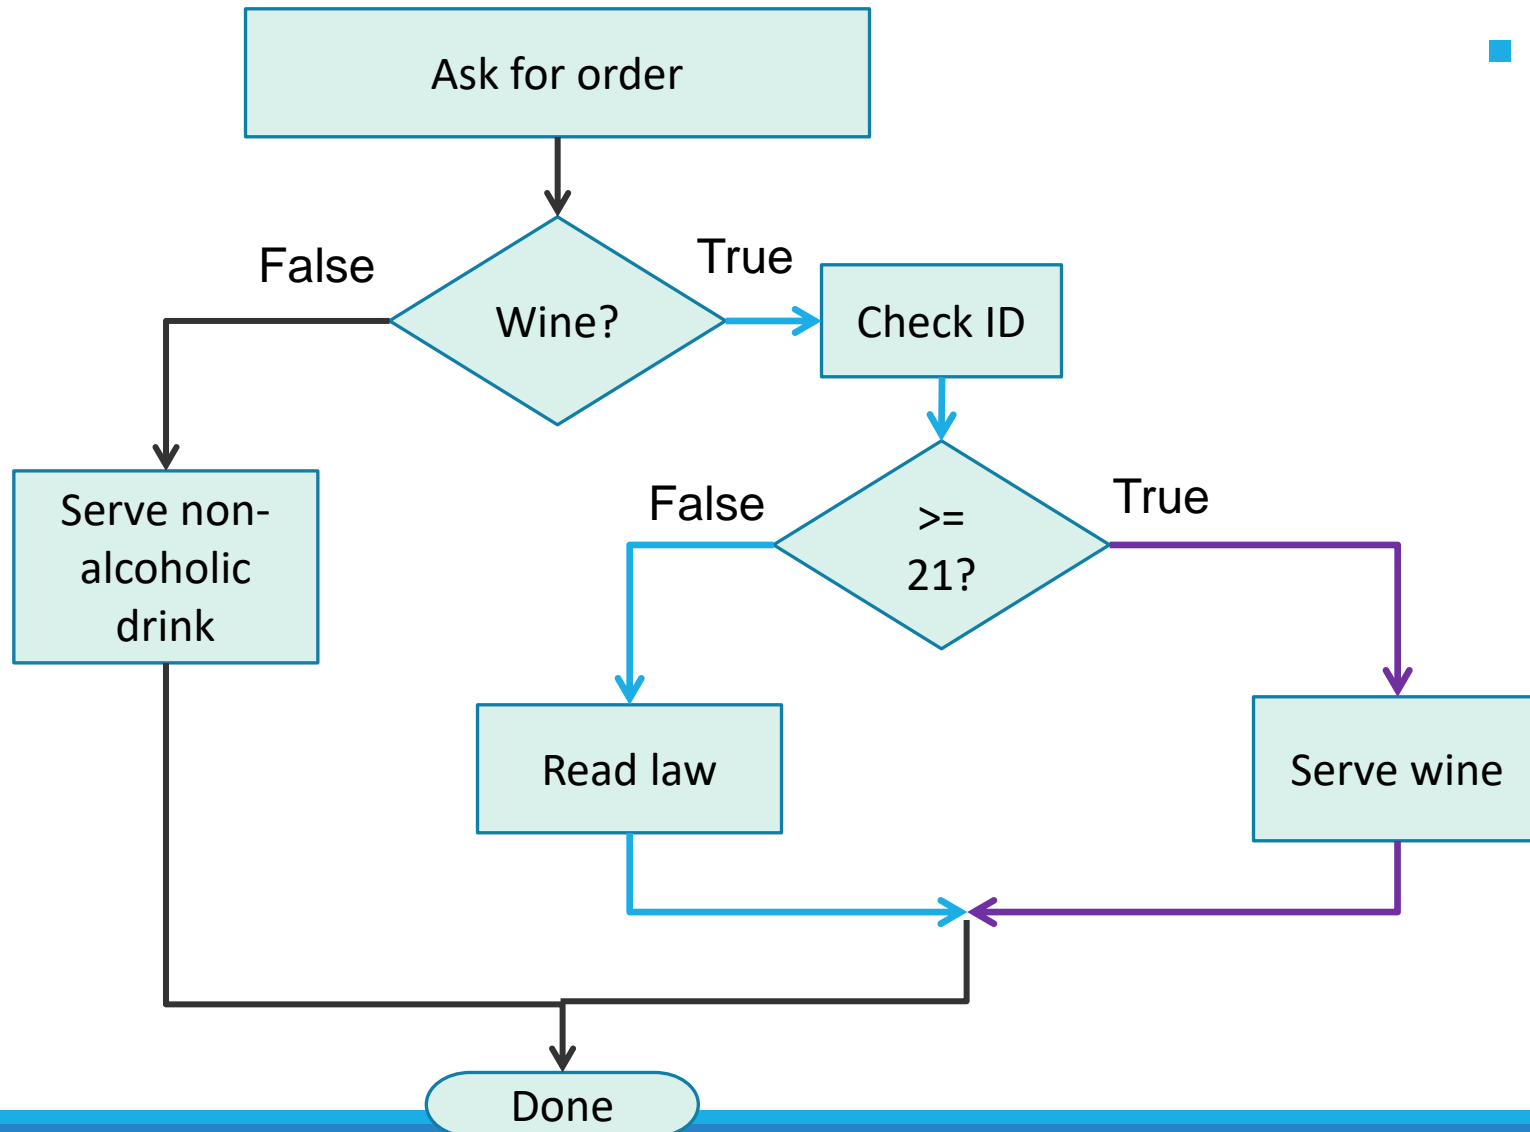 Ask for order
False
True
Wine?
Check ID
Serve non-
alcoholic
drink
False
>=
21?
True
Read law
Serve wine
Done